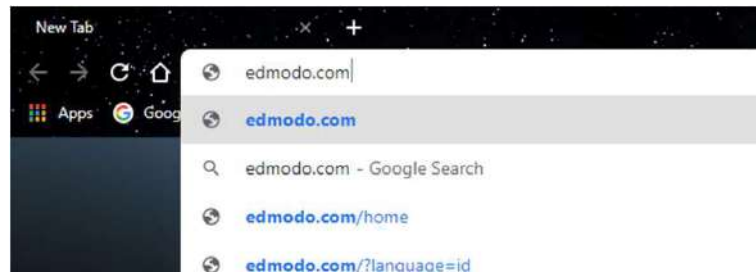 New Tab
edmodo.com
Apps Goog
edmodo.com
edmodo.com - Google Search
edmodo.com/home
edmodo.com/?language=id